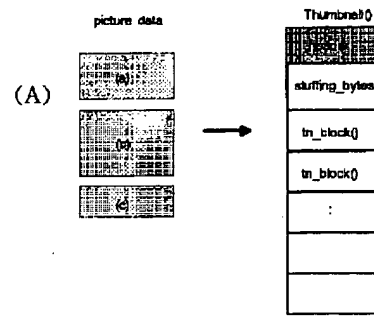 picture data
Thumbnail()
(A)
(a)
stuffing_bytes
(b)
tn_block()
tn_block()
:
(c)